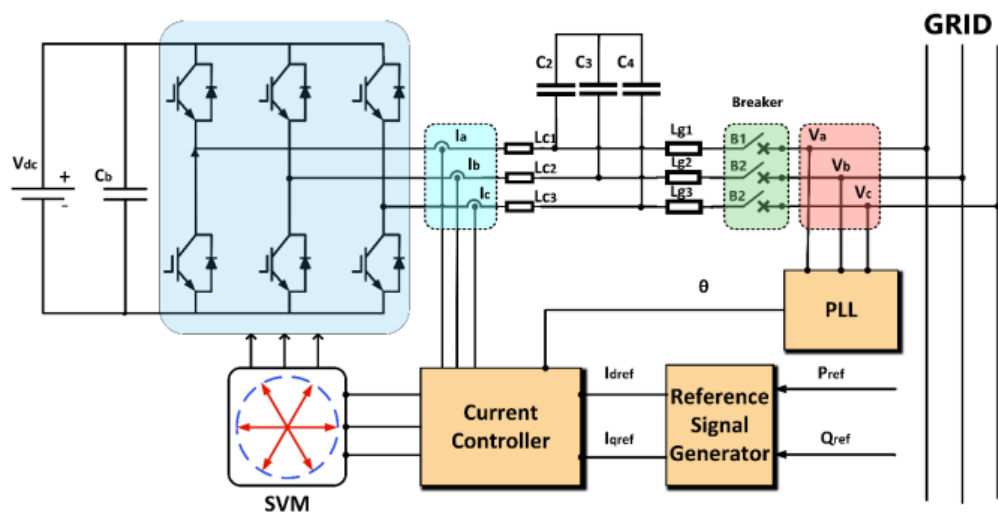 GRID
C2
C3
C4
Breaker
Vdc
+
-
Cb
Ia
Lc1
Lg1
B1
Va
Ib
Lc2
Lg2
B2
Vb
Ic
Lc3
Lg3
B2
Vc
θ
PLL
Idref
Pref
Current
Controller
Reference
Signal
Generator
Iqref
Qref
SVM